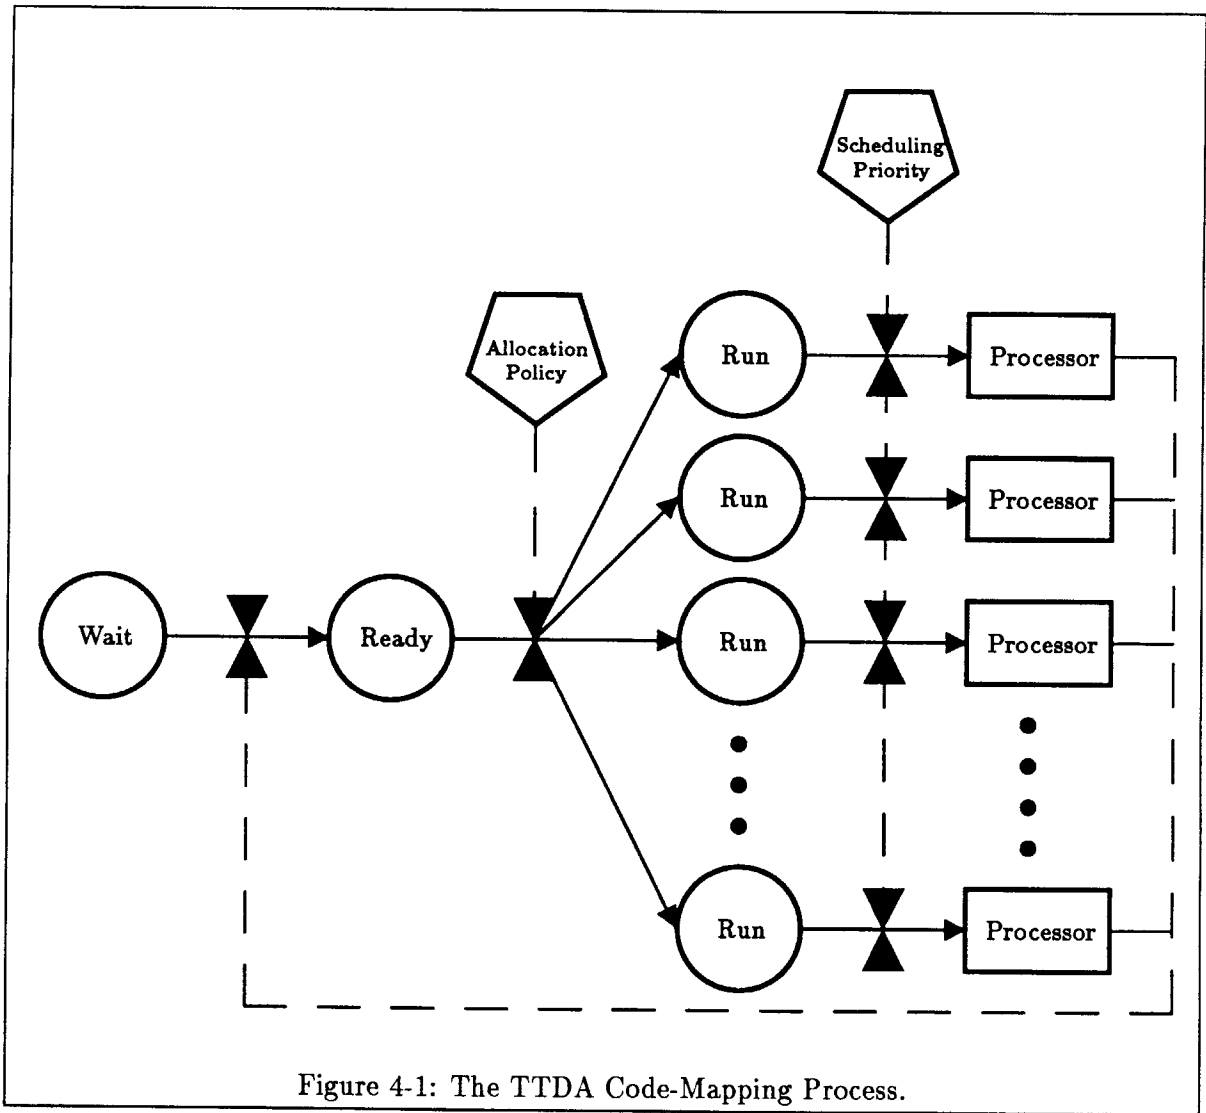 Scheduling
Priority
Allocation
Policy
Run
Processor
Run
Processor
Wait
Ready
Run
Processor
Run
Processor
Figure 4-1: The TTDA Code-Mapping Process.